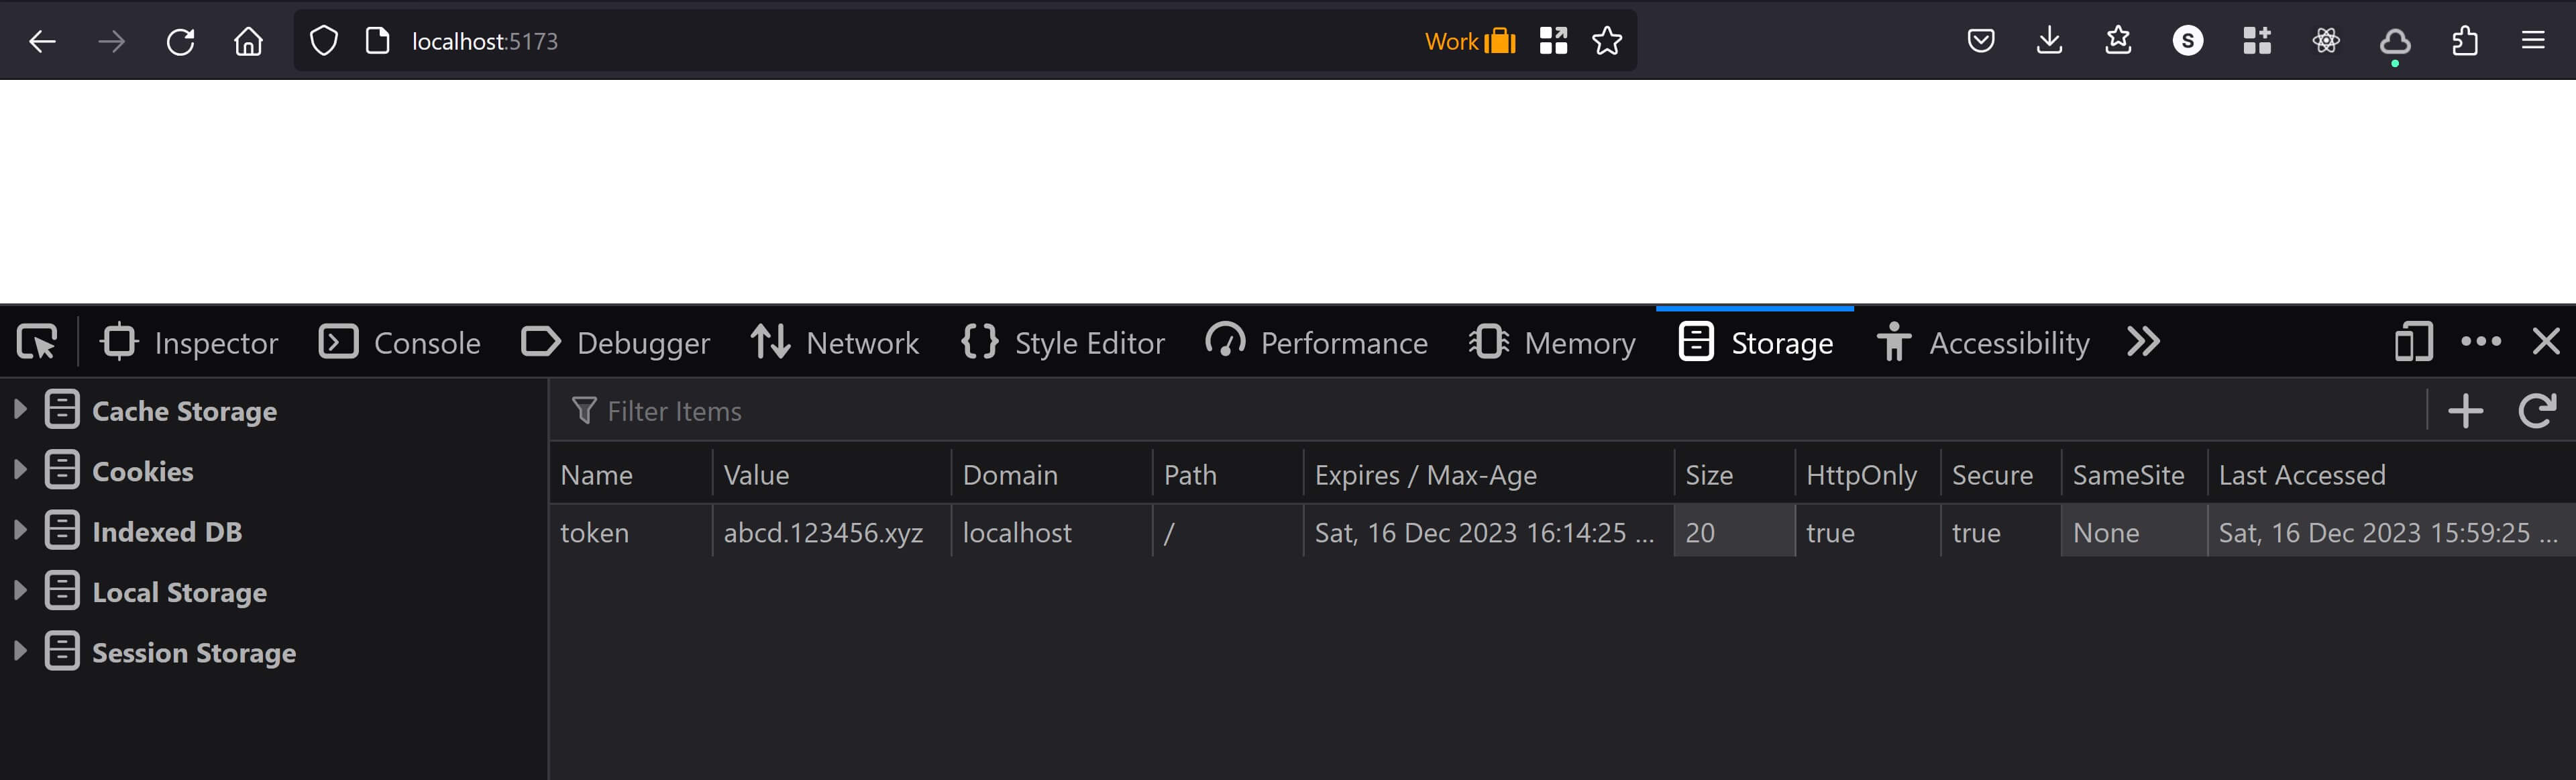 localhost:5173 Work
S
Inspector Console Debugger Network Style Editor Performance Memory Storage Accessibility
Cache Storage
Cookies
Indexed DB
Local Storage
Session Storage
Filter Items
Name Value Domain Path Expires / Max-Age Size HttpOnly Secure SameSite Last Accessed
token abcd.123456.xyz localhost / Sat, 16 Dec 2023 16:14:25 ... 20 true true None Sat, 16 Dec 2023 15:59:25 ...